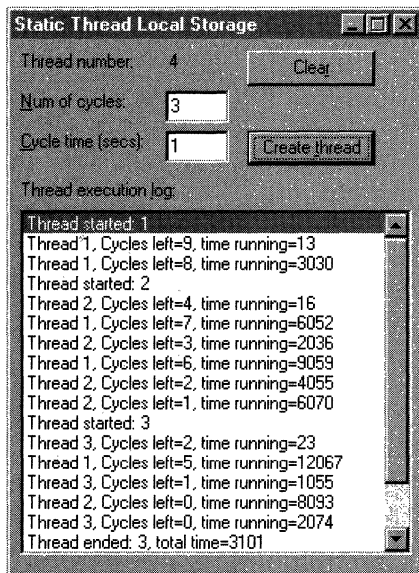 Static Thread Local Storage
Thread number: 4
Clear
Num of cycles: 3
Cycle time (secs): 1
Create thread
Thread execution log:
Thread started: 1
Thread 1, Cycles left=9, time running=13
Thread 1, Cycles left=8, time running=3030
Thread started: 2
Thread 2, Cycles left=4, time running=16
Thread 1, Cycles left=7, time running=6052
Thread 2, Cycles left=3, time running=2036
Thread 1, Cycles left=6, time running=9059
Thread 2, Cycles left=2, time running=4055
Thread 2, Cycles left=1, time running=6070
Thread started: 3
Thread 3, Cycles left=2, time running=23
Thread 1, Cycles left=5, time running=12067
Thread 3, Cycles left=1, time running=1055
Thread 2, Cycles left=0, time running=8093
Thread 3, Cycles left=0, time running=2074
Thread ended: 3, total time=3101